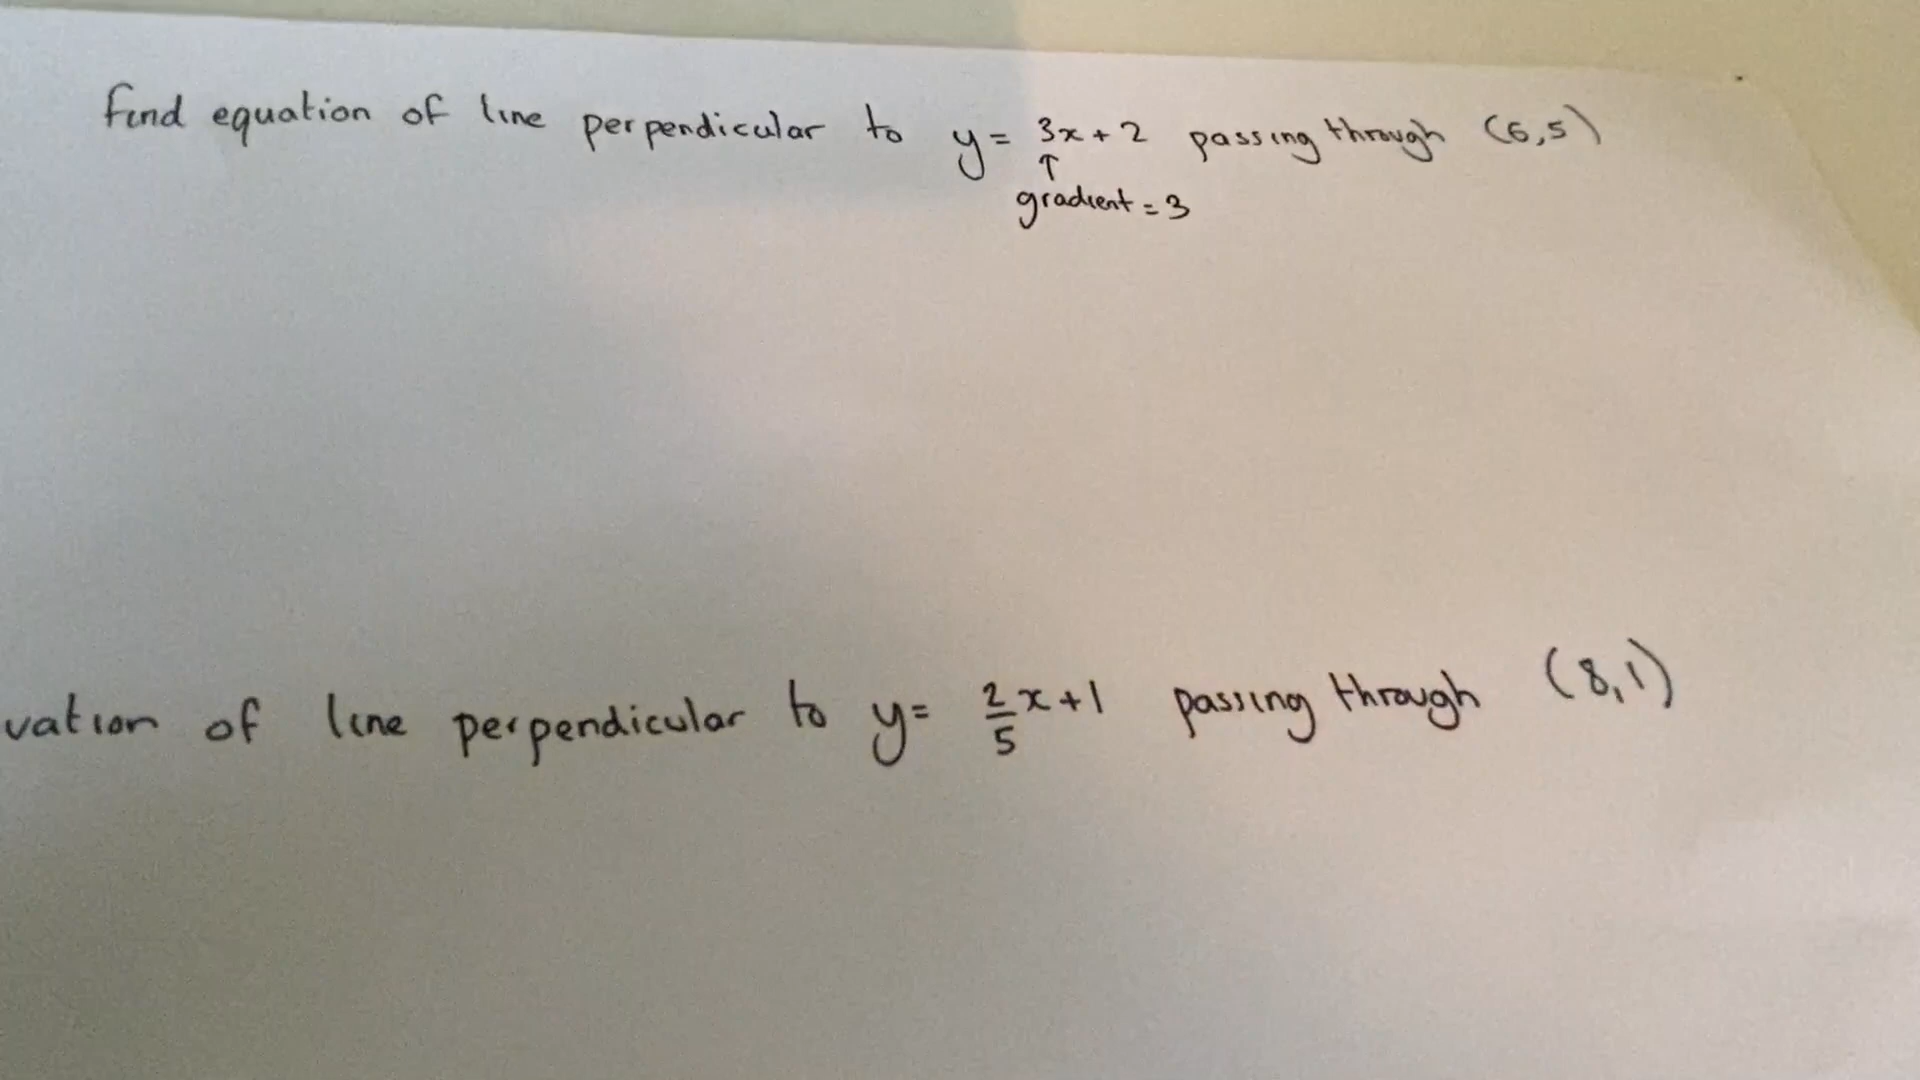 find equation of line perpendicular to y = 3x + 2 passing through (6,5)
↑
gradient = 3
vation of line perpendicular to y = 2/5 x + 1 passing through (8,1)